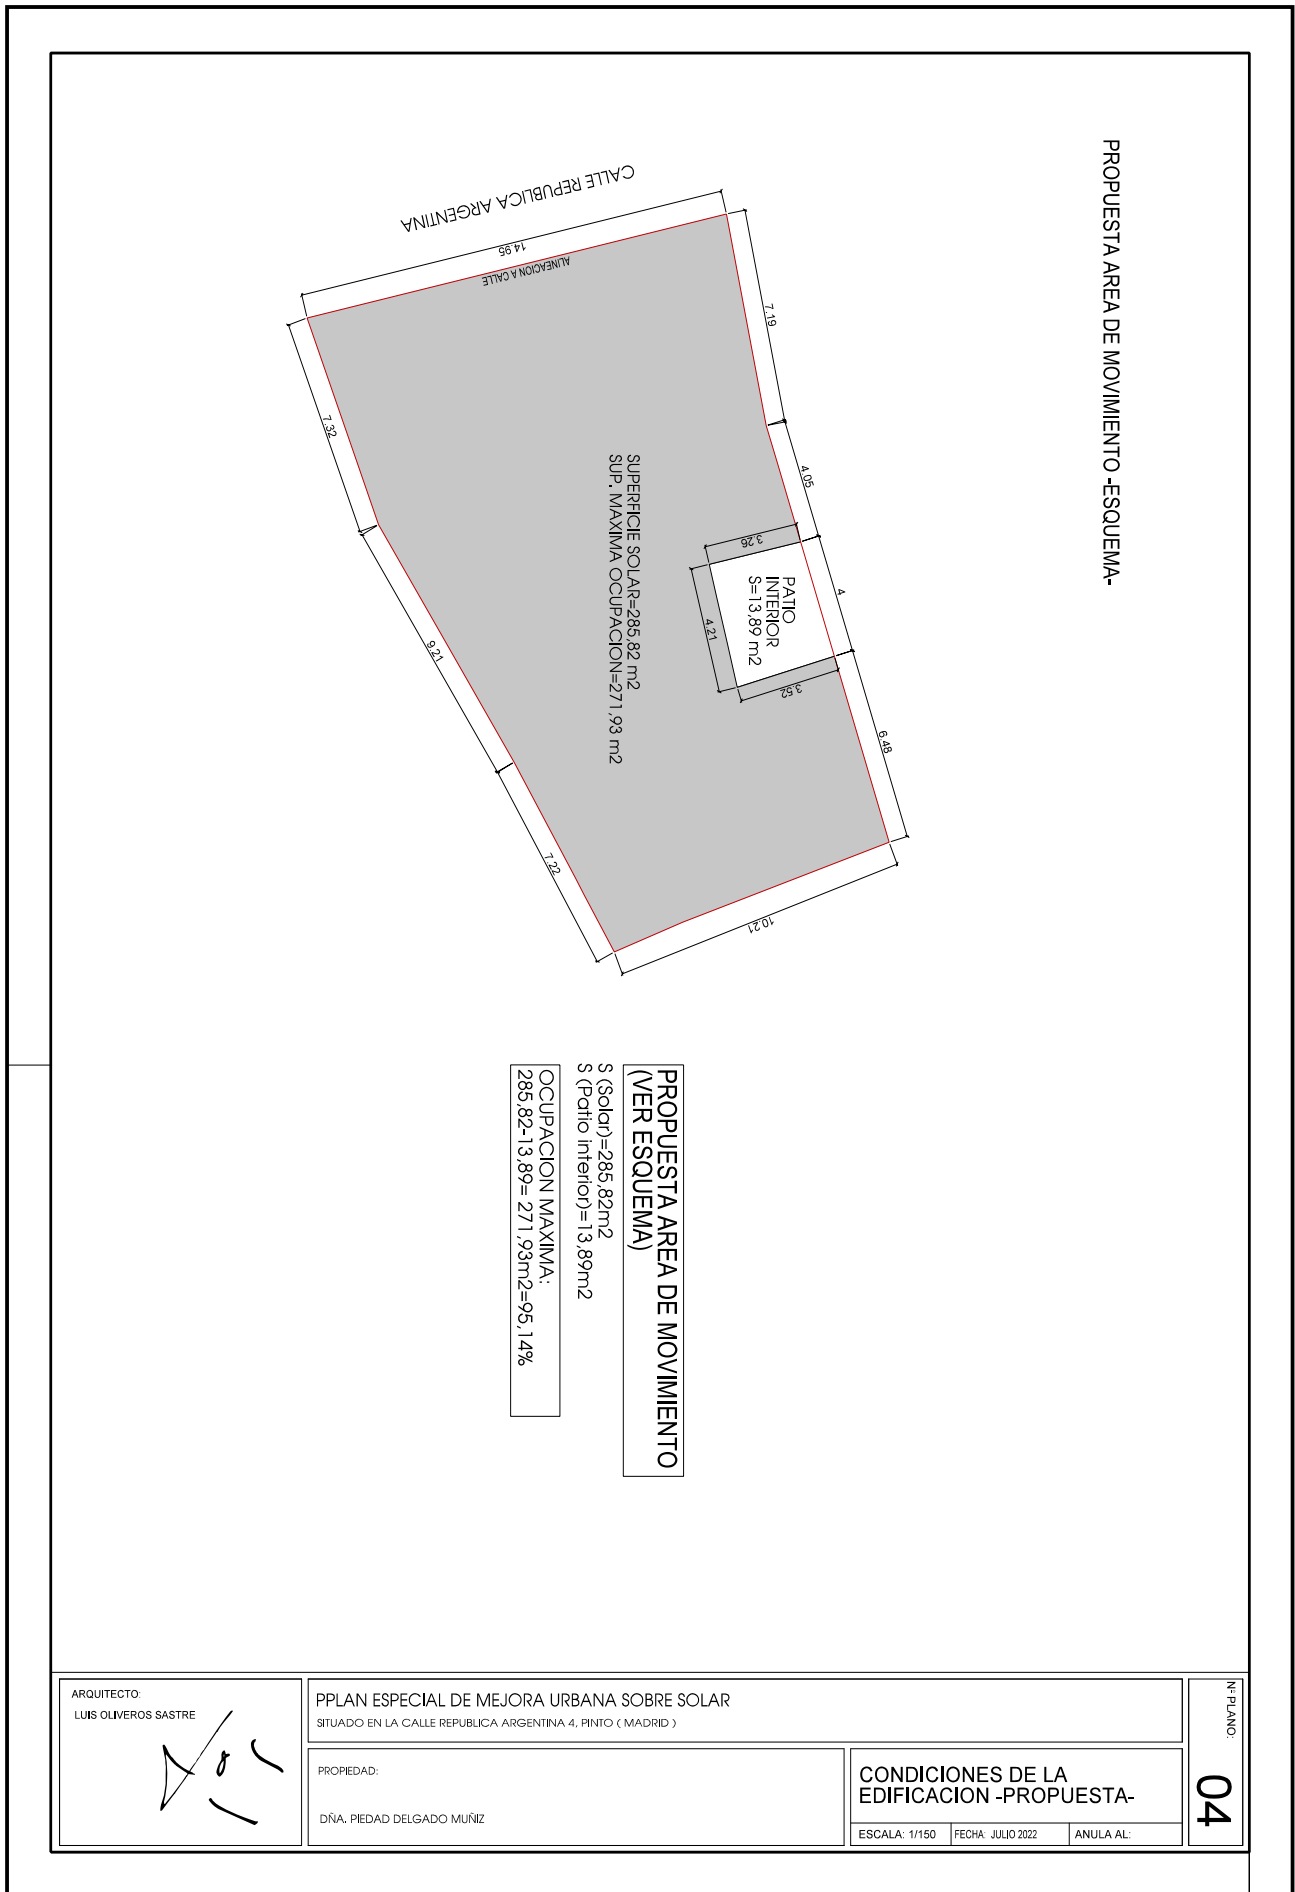 PROPUESTA AREA DE MOVIMIENTO -ESQUEMA-
CALLE REPUBLICA ARGENTINA
14.95
ALINEACION A CALLE
7.19
4.05
4
6.48
10.21
7.22
9.21
7.32
3.26
4.21
3.52
PATIO
INTERIOR
S=13,89 m2
SUPERFICIE SOLAR=285,82 m2
SUP. MAXIMA OCUPACION=271,93 m2
PROPUESTA AREA DE MOVIMIENTO
(VER ESQUEMA)
S (Solar)=285,82m2
S (Patio interior)=13,89m2
OCUPACION MAXIMA:
285,82-13,89= 271,93m2=95,14%
ARQUITECTO:
LUIS OLIVEROS SASTRE
PPLAN ESPECIAL DE MEJORA URBANA SOBRE SOLAR
SITUADO EN LA CALLE REPUBLICA ARGENTINA 4, PINTO ( MADRID )
PROPIEDAD:
DÑA. PIEDAD DELGADO MUÑIZ
CONDICIONES DE LA
EDIFICACION -PROPUESTA-
ESCALA: 1/150
FECHA: JULIO 2022
ANULA AL:
Nº PLANO:
04